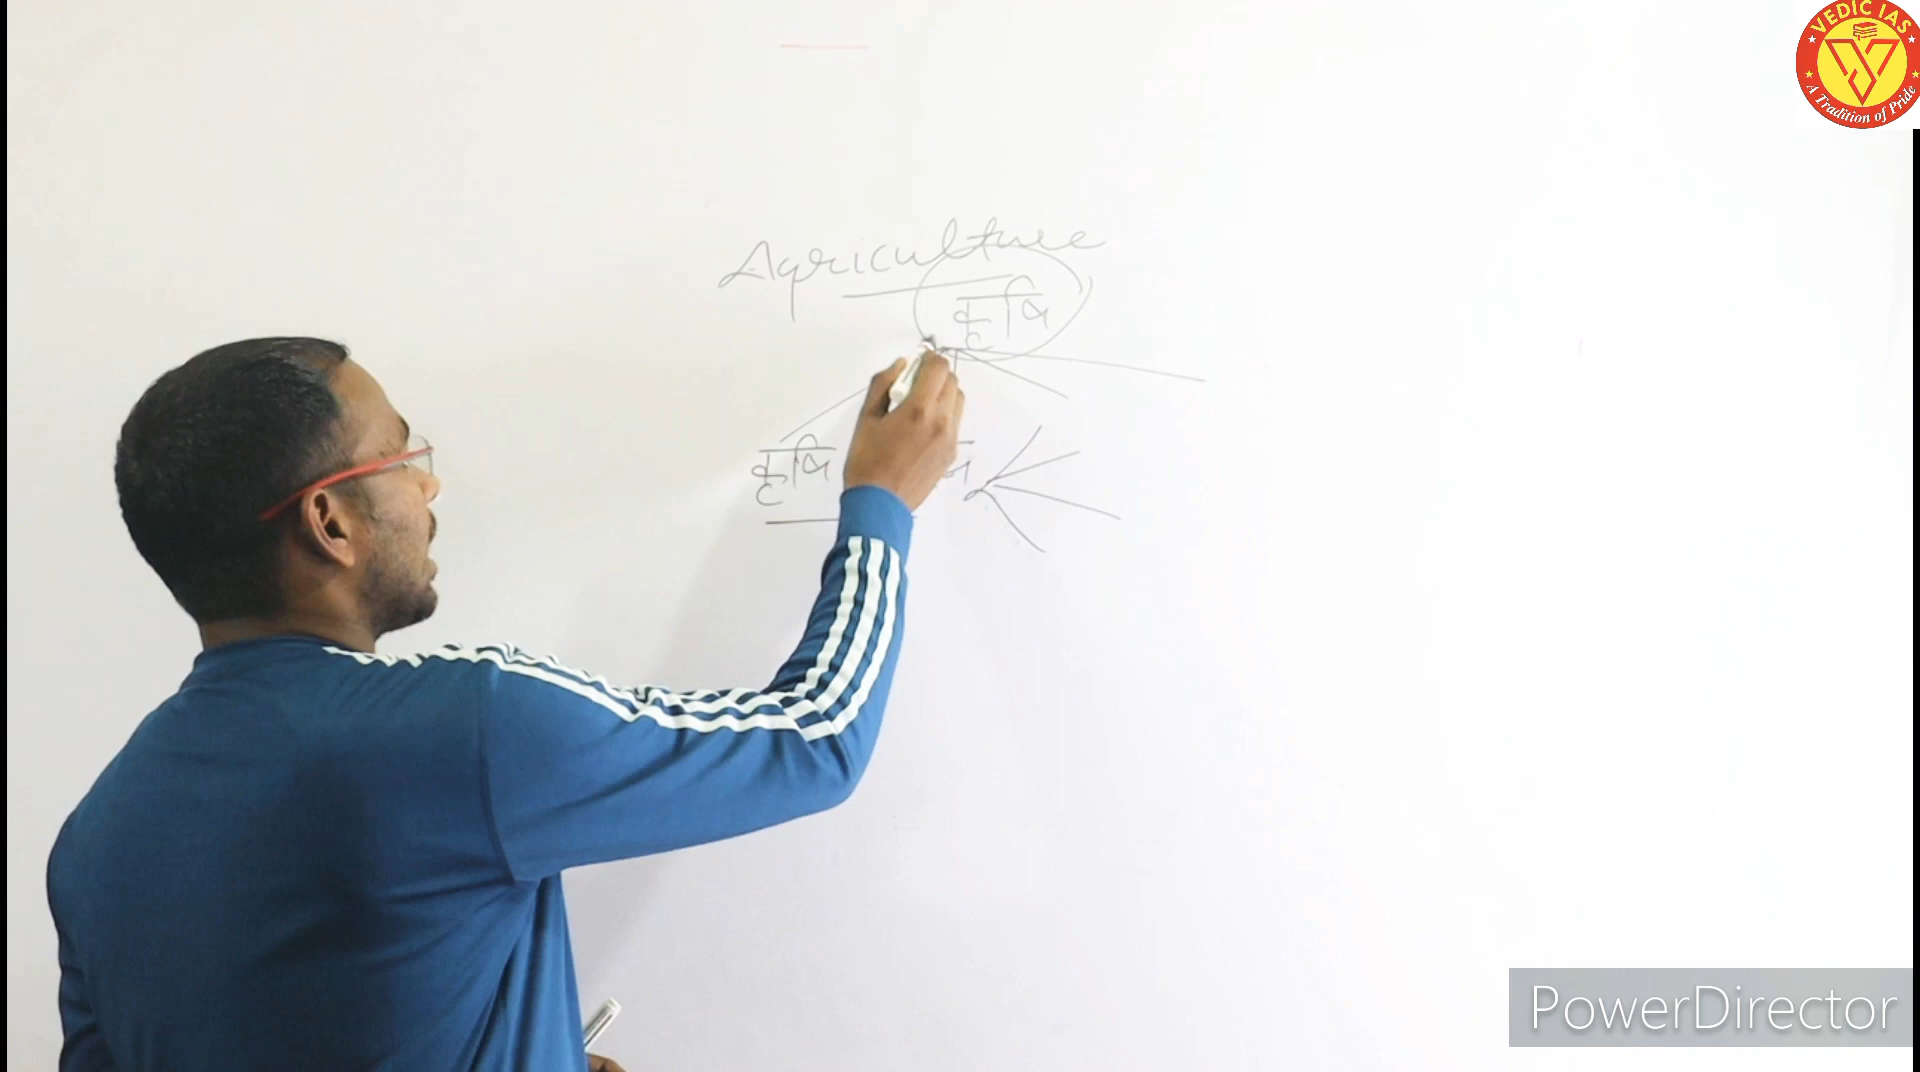 VEDIC IAS
A Tradition of Pride
Agriculture
कृषि
कृषि
PowerDirector